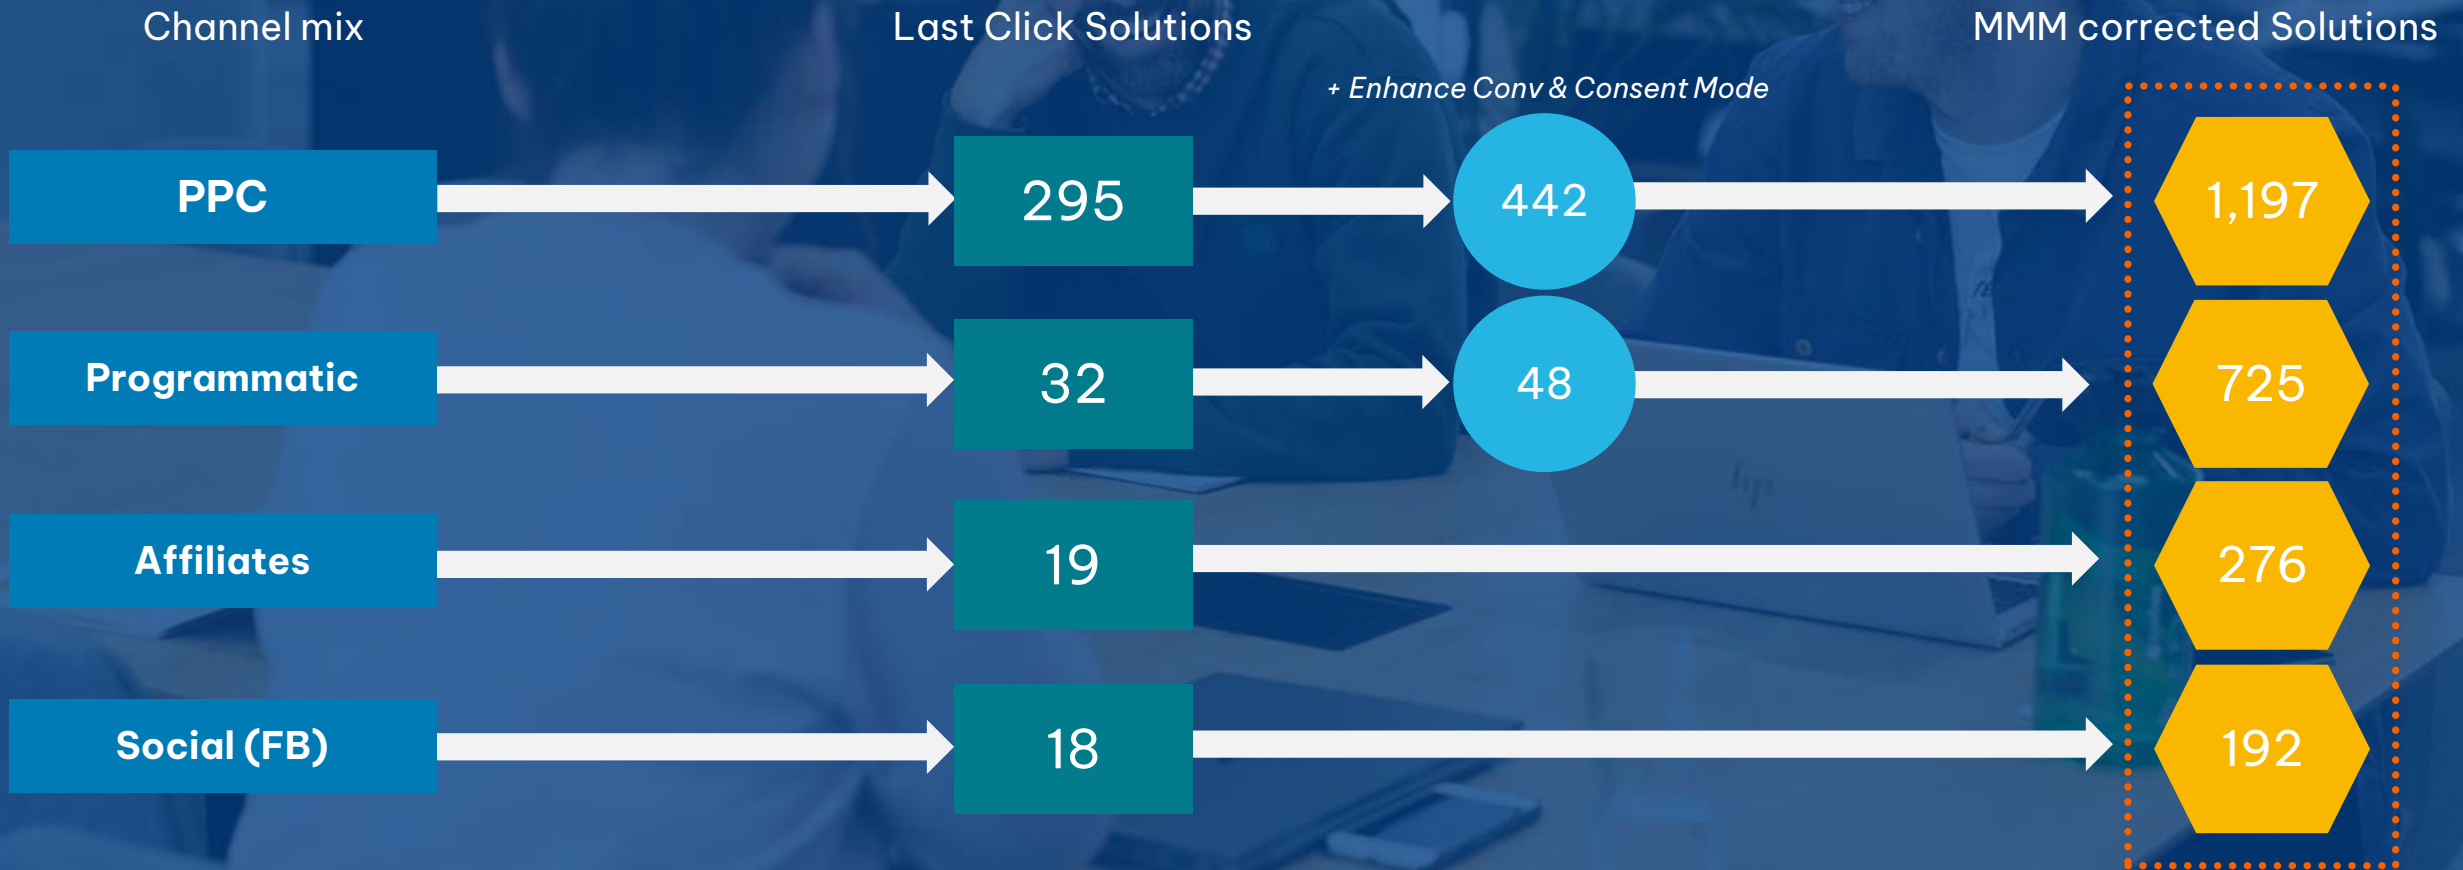 Channel mix
Last Click Solutions
MMM corrected Solutions
+ Enhance Conv & Consent Mode
PPC
295
442
1,197
Programmatic
32
48
725
Affiliates
19
276
Social (FB)
18
192
hp